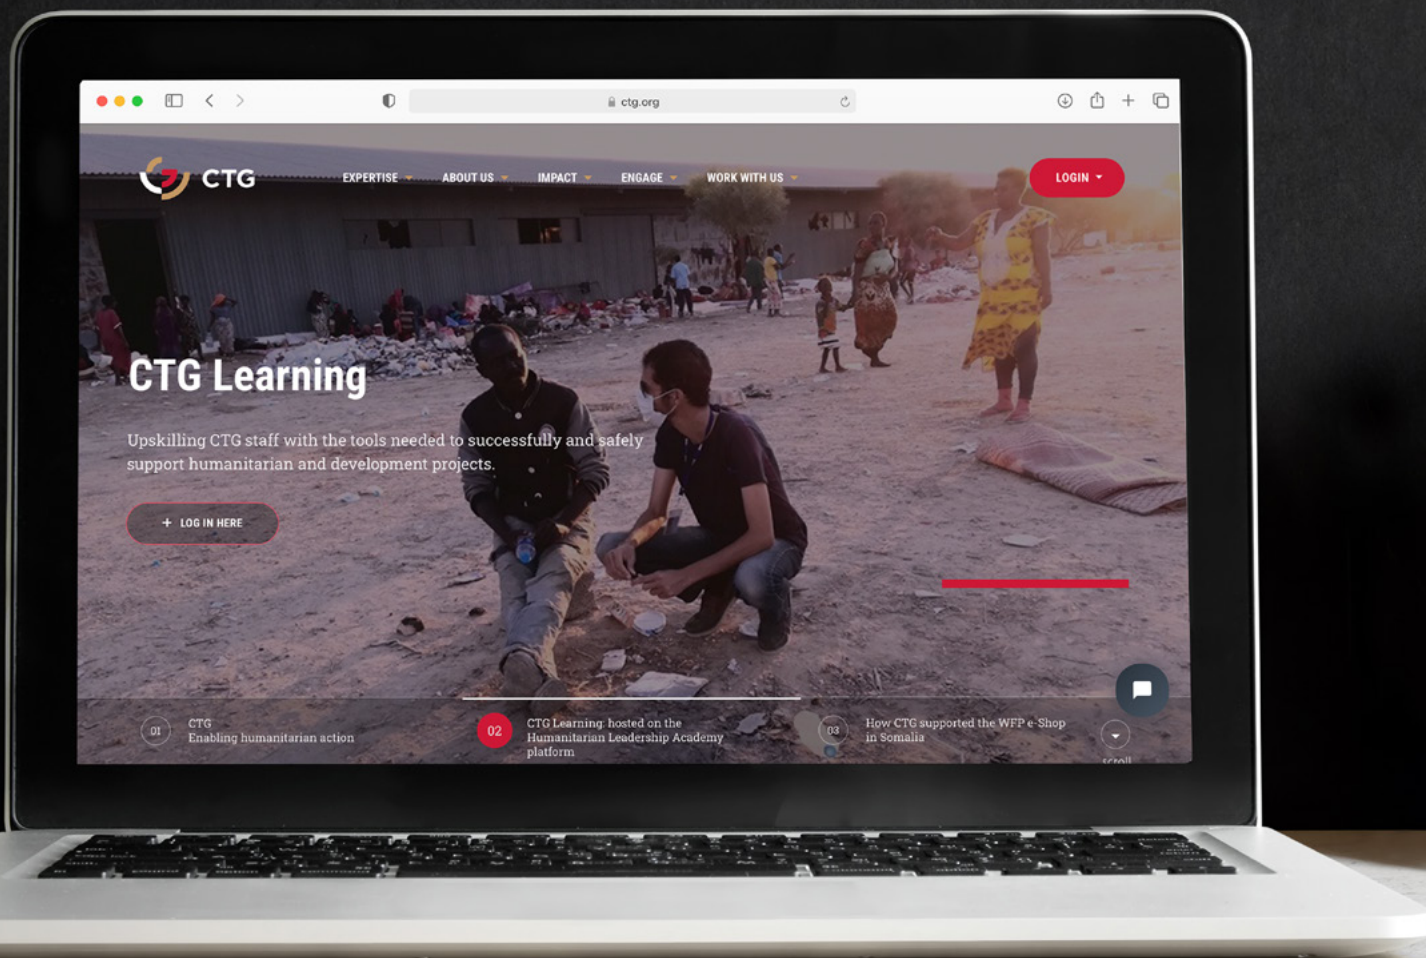 ctg.org
CTG
EXPERTISE
ABOUT US
IMPACT
ENGAGE
WORK WITH US
LOGIN
CTG Learning
Upskilling CTG staff with the tools needed to successfully and safely
support humanitarian and development projects.
+ LOG IN HERE
01
CTG
Enabling humanitarian action
02
CTG Learning: hosted on the
Humanitarian Leadership Academy
platform
03
How CTG supported the WFP e-Shop
in Somalia
scroll